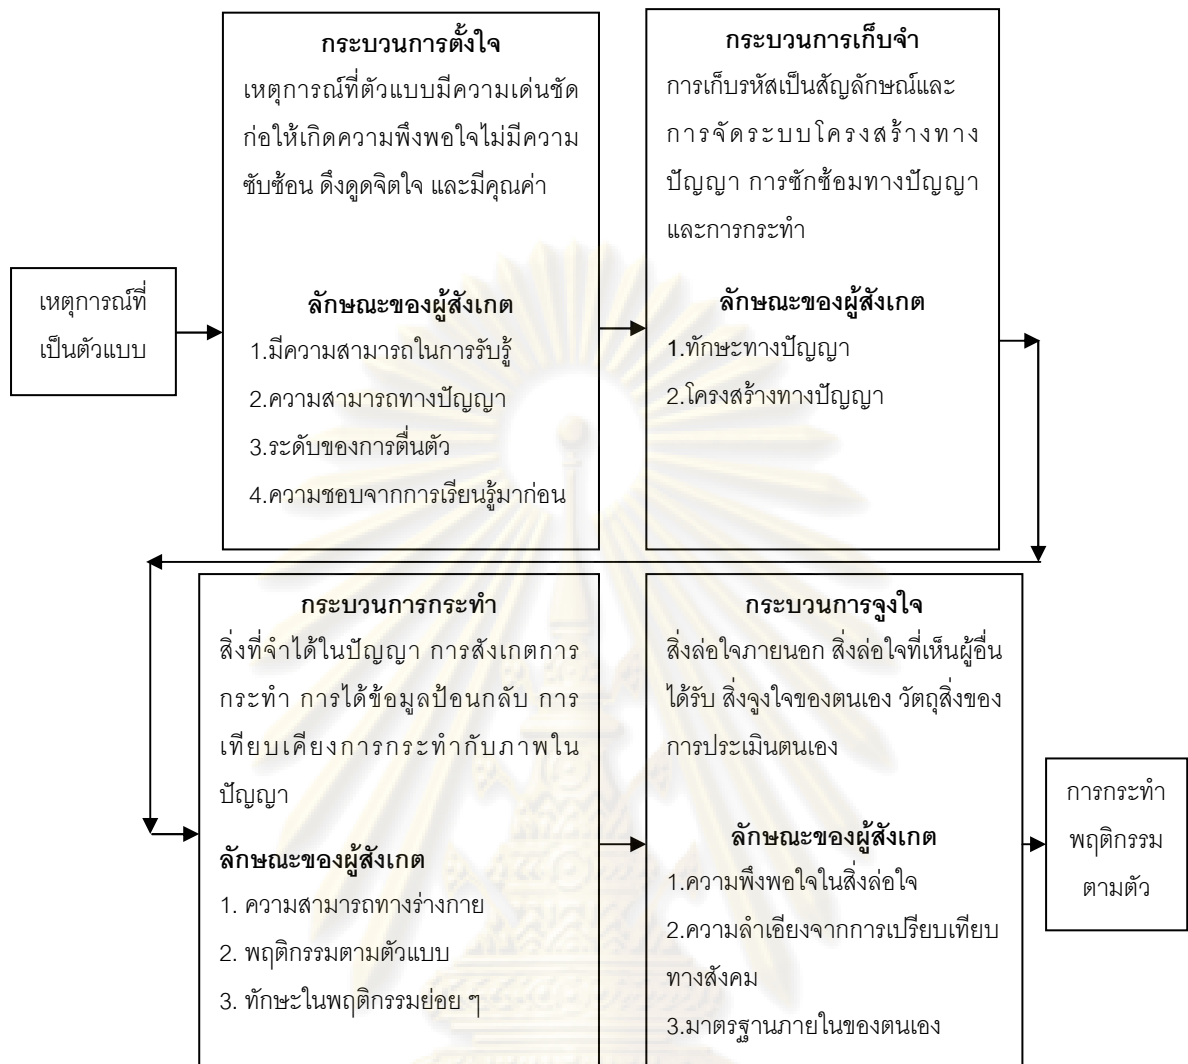 เหตุการณ์ที่
เป็นตัวแบบ
กระบวนการตั้งใจ
เหตุการณ์ที่ตัวแบบมีความเด่นชัด
ก่อให้เกิดความพึงพอใจไม่มีความ
ซับซ้อน ดึงดูดจิตใจ และมีคุณค่า
ลักษณะของผู้สังเกต
1.มีความสามารถในการรับรู้
2.ความสามารถทางปัญญา
3.ระดับของการตื่นตัว
4.ความชอบจากการเรียนรู้มาก่อน
กระบวนการเก็บจำ
การเก็บรหัสเป็นสัญลักษณ์และ
การจัดระบบโครงสร้างทาง
ปัญญา การซักซ้อมทางปัญญา
และการกระทำ
ลักษณะของผู้สังเกต
1.ทักษะทางปัญญา
2.โครงสร้างทางปัญญา
กระบวนการกระทำ
สิ่งที่จำได้ในปัญญา การสังเกตการ
กระทำ การได้ข้อมูลป้อนกลับ การ
เทียบเคียงการกระทำกับภาพใน
ปัญญา
ลักษณะของผู้สังเกต
1. ความสามารถทางร่างกาย
2. พฤติกรรมตามตัวแบบ
3. ทักษะในพฤติกรรมย่อย ๆ
กระบวนการจูงใจ
สิ่งล่อใจภายนอก สิ่งล่อใจที่เห็นผู้อื่น
ได้รับ สิ่งจูงใจของตนเอง วัตถุสิ่งของ
การประเมินตนเอง
ลักษณะของผู้สังเกต
1.ความพึงพอใจในสิ่งล่อใจ
2.ความลำเอียงจากการเปรียบเทียบ
ทางสังคม
3.มาตรฐานภายในของตนเอง
การกระทำ
พฤติกรรม
ตามตัว